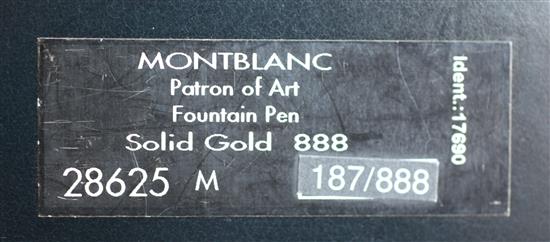 MONTBLANC
Patron of Art
Fountain Pen
Solid Gold 888
28625 M 187/888
Ident.:17690